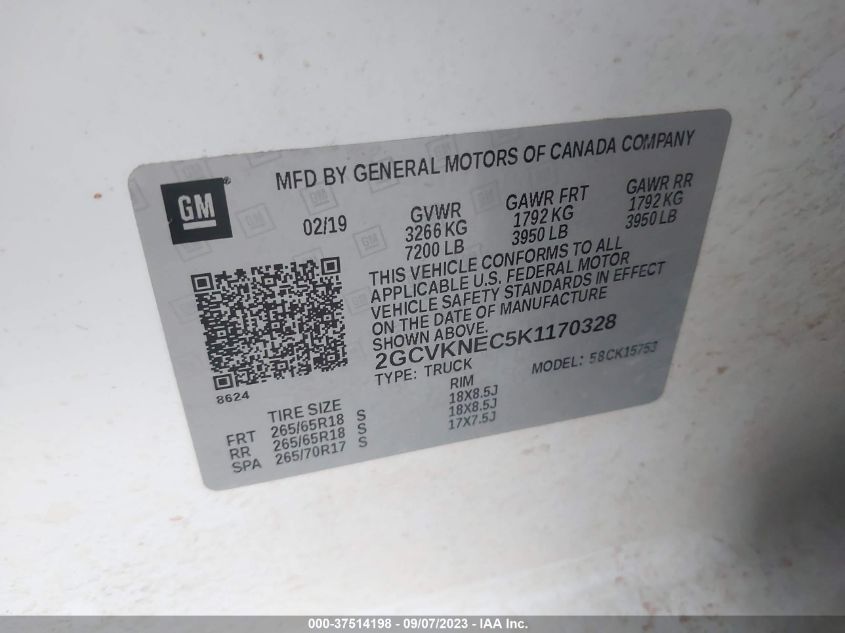 MFD BY GENERAL MOTORS OF CANADA COMPANY
GM
02/19
GVWR
3266 KG
7200 LB
GAWR FRT
1792 KG
3950 LB
GAWR RR
1792 KG
3950 LB
THIS VEHICLE CONFORMS TO ALL
APPLICABLE U.S. FEDERAL MOTOR
VEHICLE SAFETY STANDARDS IN EFFECT
ON THE DATE OF MANUFACTURE
SHOWN ABOVE.
2GCVKNEC5K1170328
TYPE: TRUCK MODEL: 58CK15753
8624
TIRE SIZE RIM
FRT 265/65R18 S 18X8.5J
RR 265/65R18 S 18X8.5J
SPA 265/70R17 S 17X7.5J
000-37514198 - 09/07/2023 - IAA Inc.